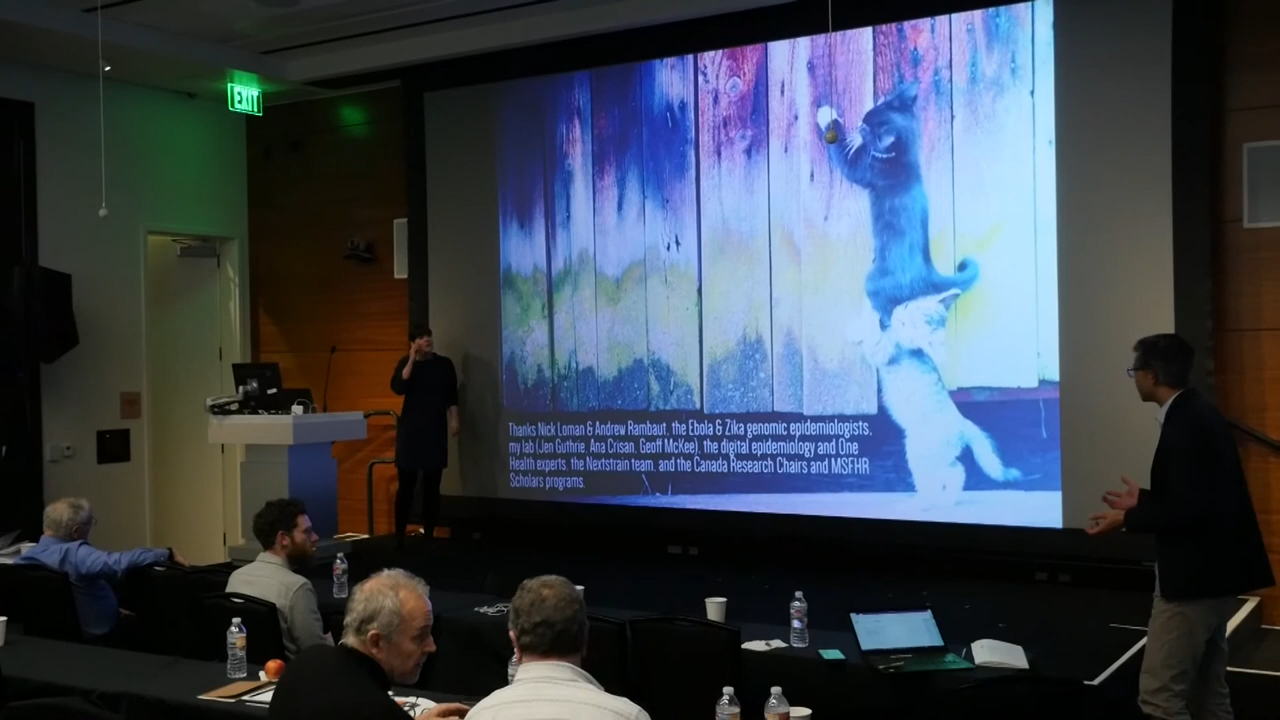 EXIT
Thanks Nick Loman & Andrew Rambaut, the Ebola & Zika genomic epidemiologists,
my lab (Jen Guthrie, Ana Crisan, Geoff McKee), the digital epidemiology and One
Health experts, the Nextstrain team, and the Canada Research Chairs and MSFHR
Scholars programs.